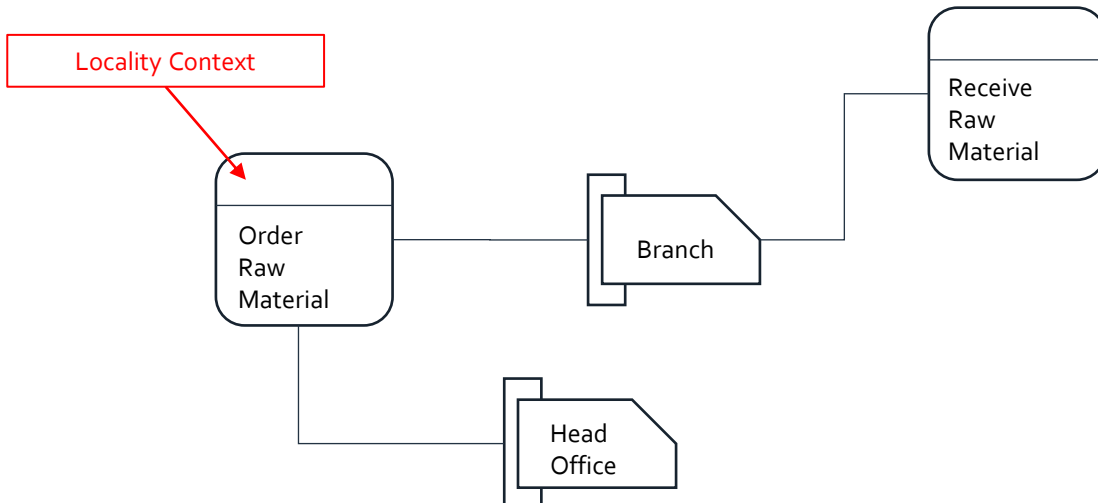 Locality Context
Receive
Raw
Material
Order
Raw
Material
Branch
Head
Office